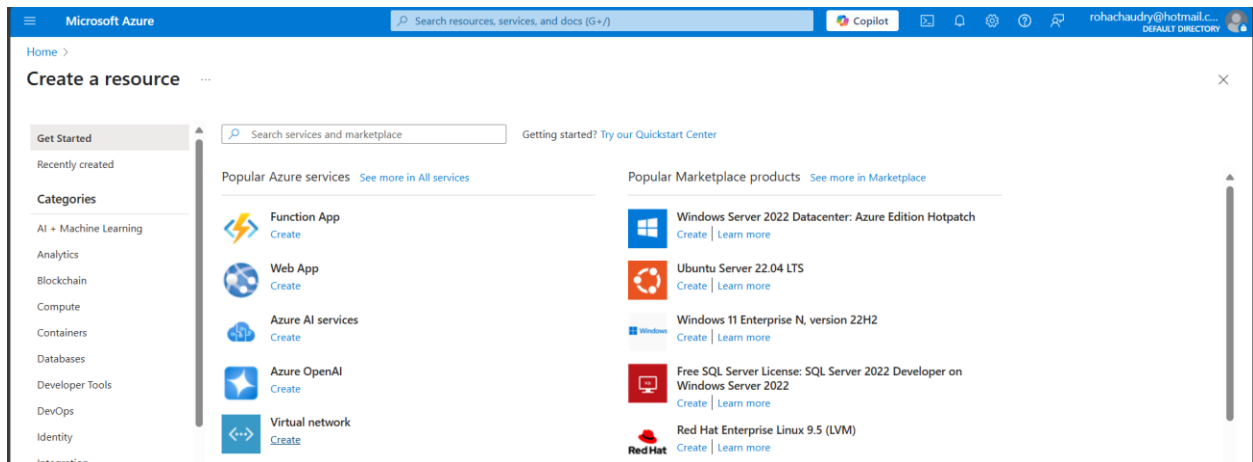 Microsoft Azure
Search resources, services, and docs (G+/)
Copilot
rohachaudry@hotmail.c...
DEFAULT DIRECTORY
Home >
Create a resource ...
Get Started
Recently created
Categories
AI + Machine Learning
Analytics
Blockchain
Compute
Containers
Databases
Developer Tools
DevOps
Identity
Integration
Search services and marketplace
Getting started? Try our Quickstart Center
Popular Azure services See more in All services
Function App
Create
Web App
Create
Azure AI services
Create
Azure OpenAI
Create
Virtual network
Create
Popular Marketplace products See more in Marketplace
Windows Server 2022 Datacenter: Azure Edition Hotpatch
Create | Learn more
Ubuntu Server 22.04 LTS
Create | Learn more
Windows
Windows 11 Enterprise N, version 22H2
Create | Learn more
SQL
Free SQL Server License: SQL Server 2022 Developer on
Windows Server 2022
Create | Learn more
Red Hat
Red Hat Enterprise Linux 9.5 (LVM)
Create | Learn more